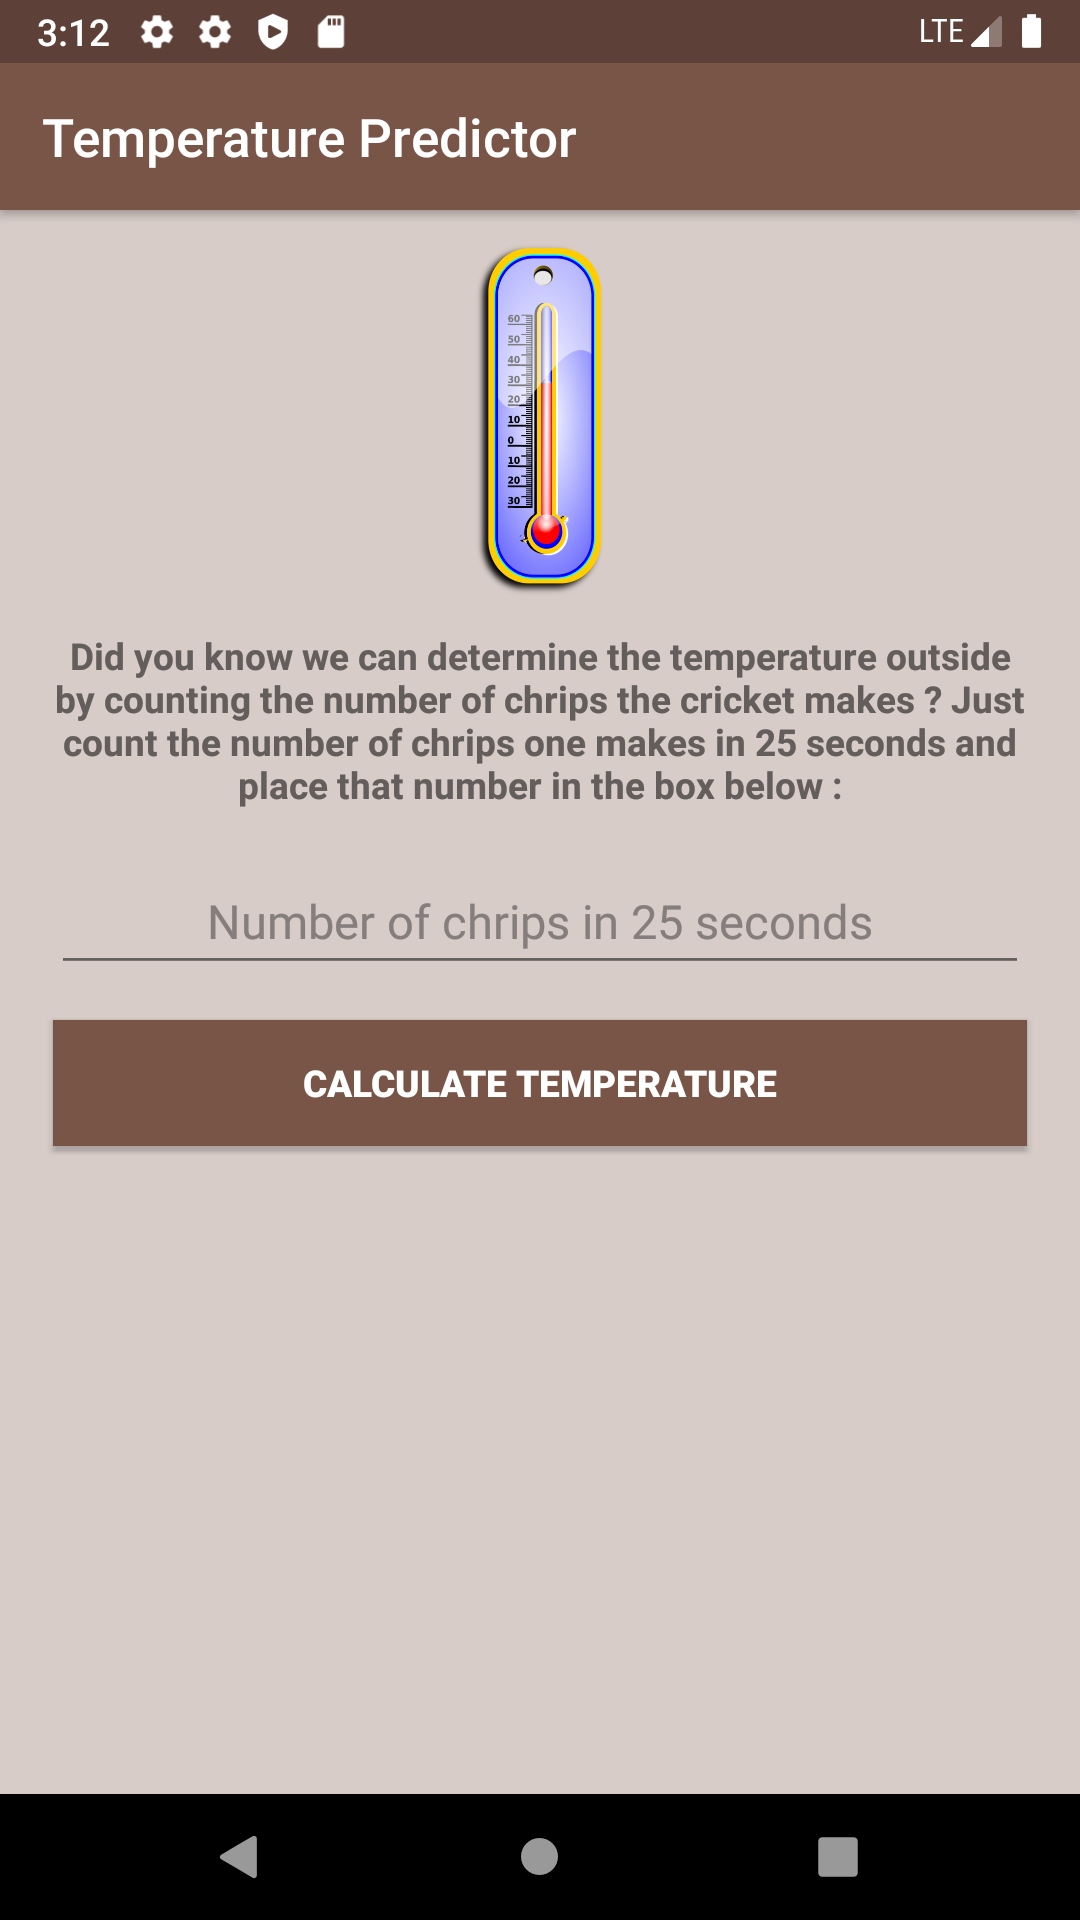 3:12 LTE
Temperature Predictor
60
50
40
30
20
10
0
10
20
30
Did you know we can determine the temperature outside
by counting the number of chrips the cricket makes ? Just
count the number of chrips one makes in 25 seconds and
place that number in the box below :
Number of chrips in 25 seconds
CALCULATE TEMPERATURE